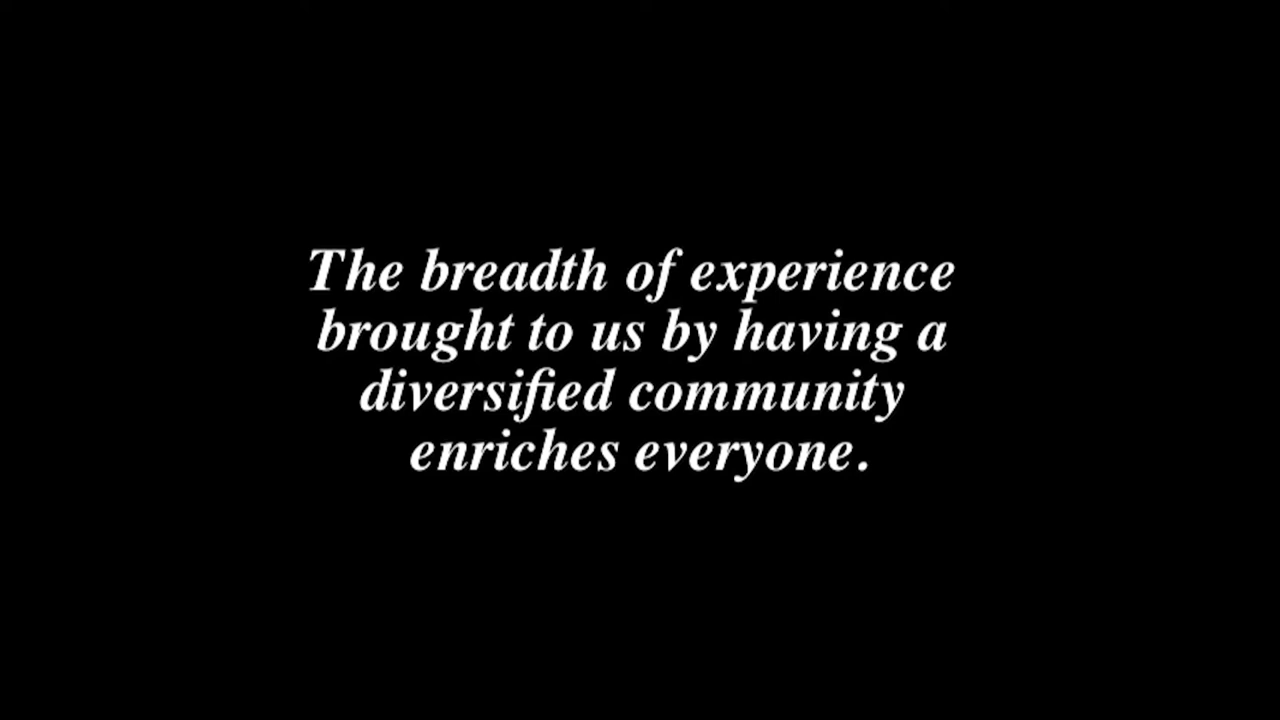 The breadth of experience
brought to us by having a
diversified community
enriches everyone.